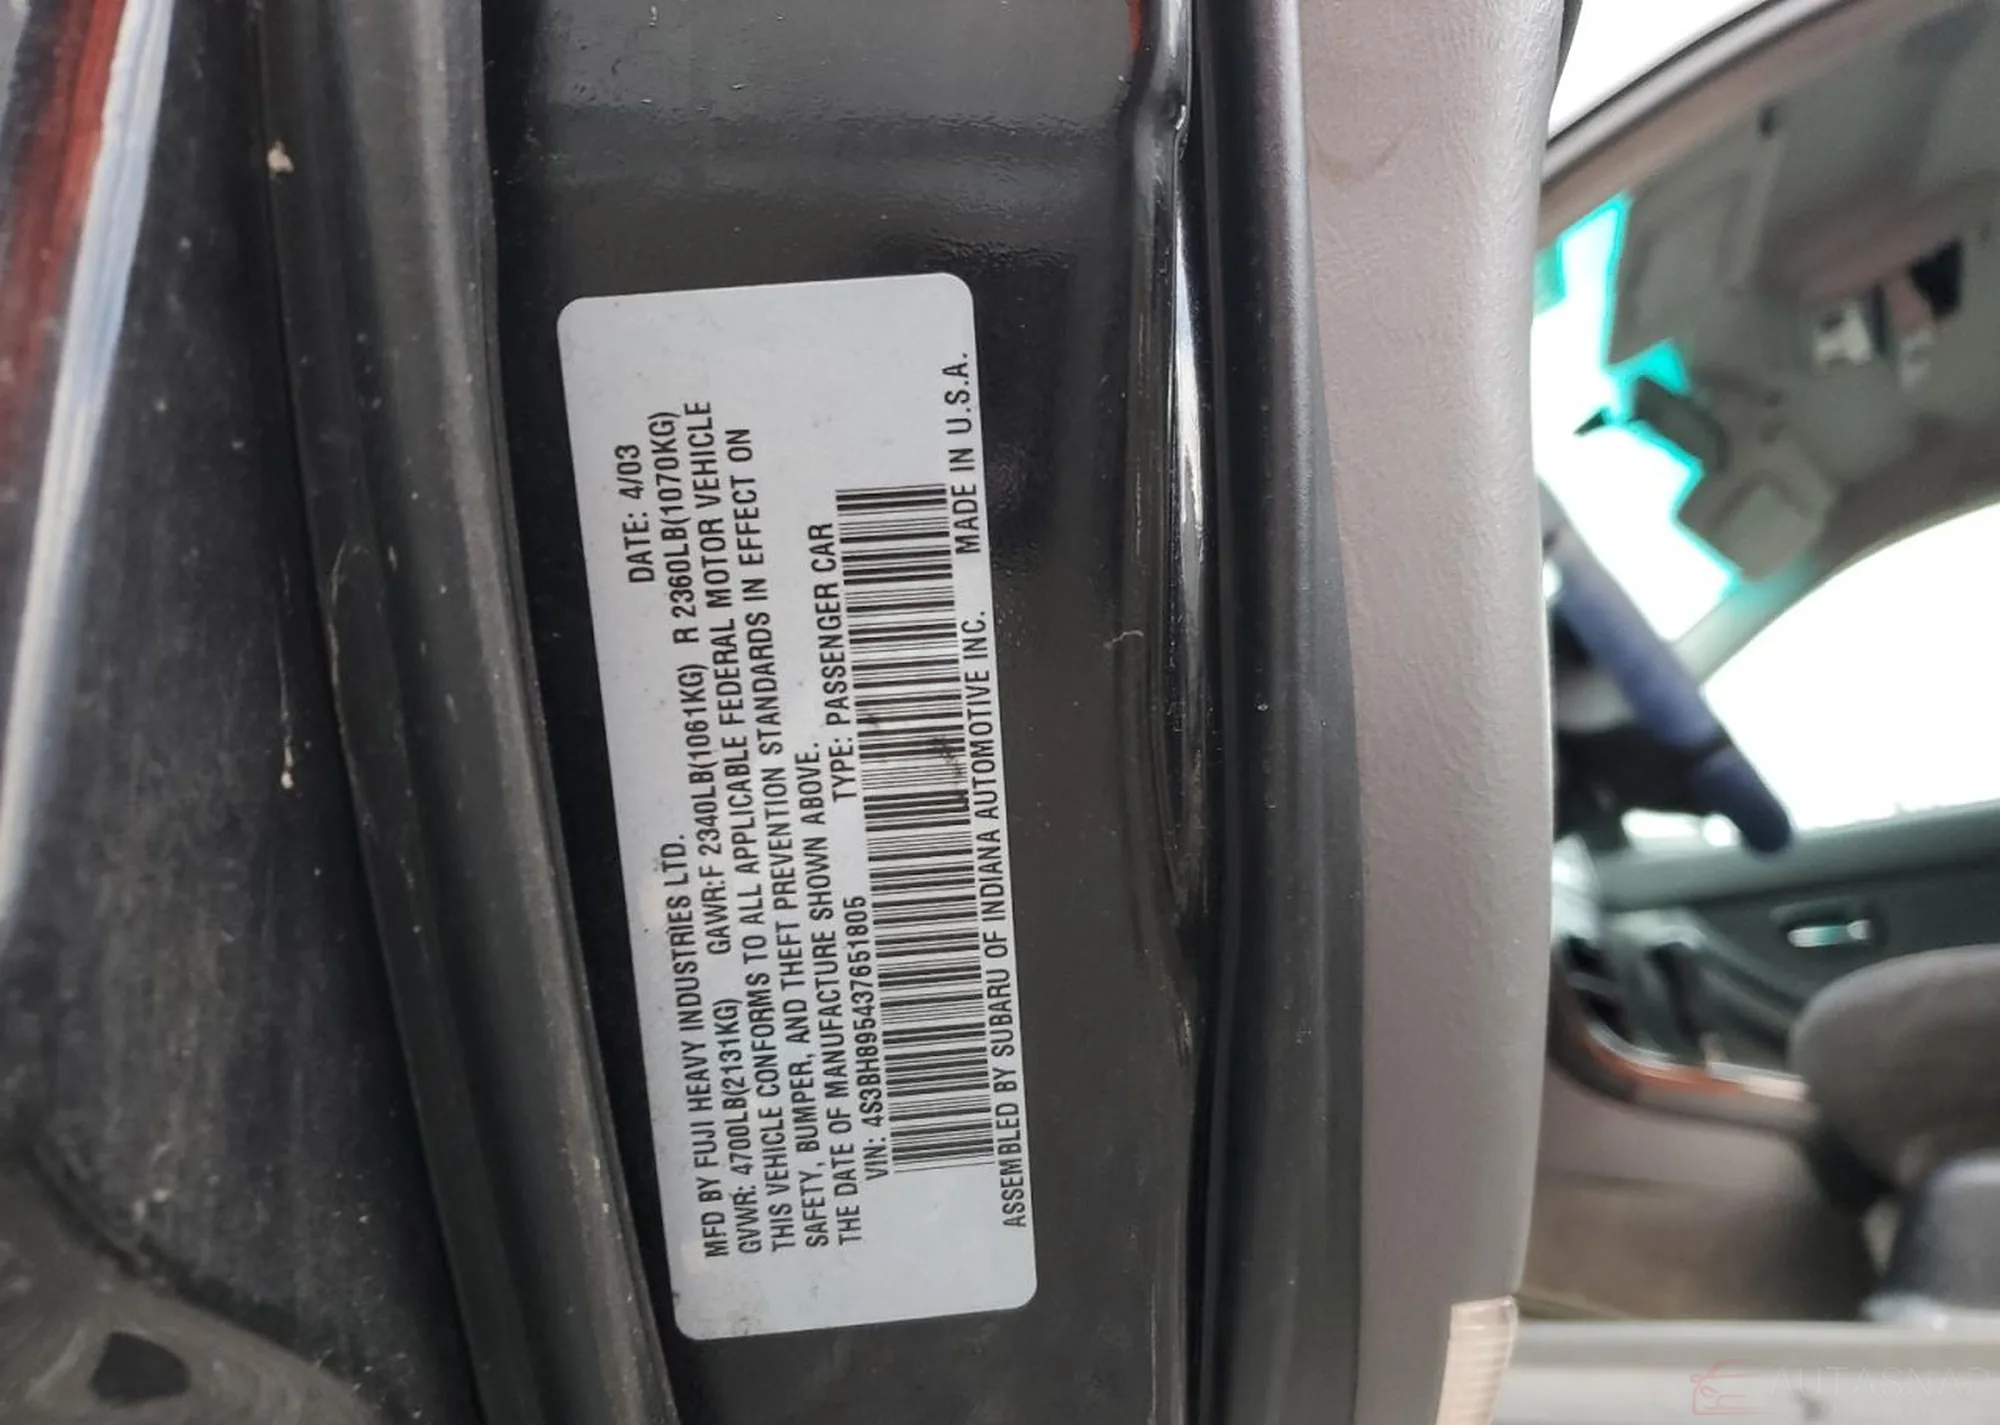 MFD BY FUJI HEAVY INDUSTRIES LTD. DATE: 4/03
GVWR: 4700LB(2131KG) GAWR:F 2340LB(1061KG) R 2360LB(1070KG)
THIS VEHICLE CONFORMS TO ALL APPLICABLE FEDERAL MOTOR VEHICLE
SAFETY, BUMPER, AND THEFT PREVENTION STANDARDS IN EFFECT ON
THE DATE OF MANUFACTURE SHOWN ABOVE.
VIN: 4S3BH895437651805 TYPE: PASSENGER CAR
ASSEMBLED BY SUBARU OF INDIANA AUTOMOTIVE INC. MADE IN U.S.A.